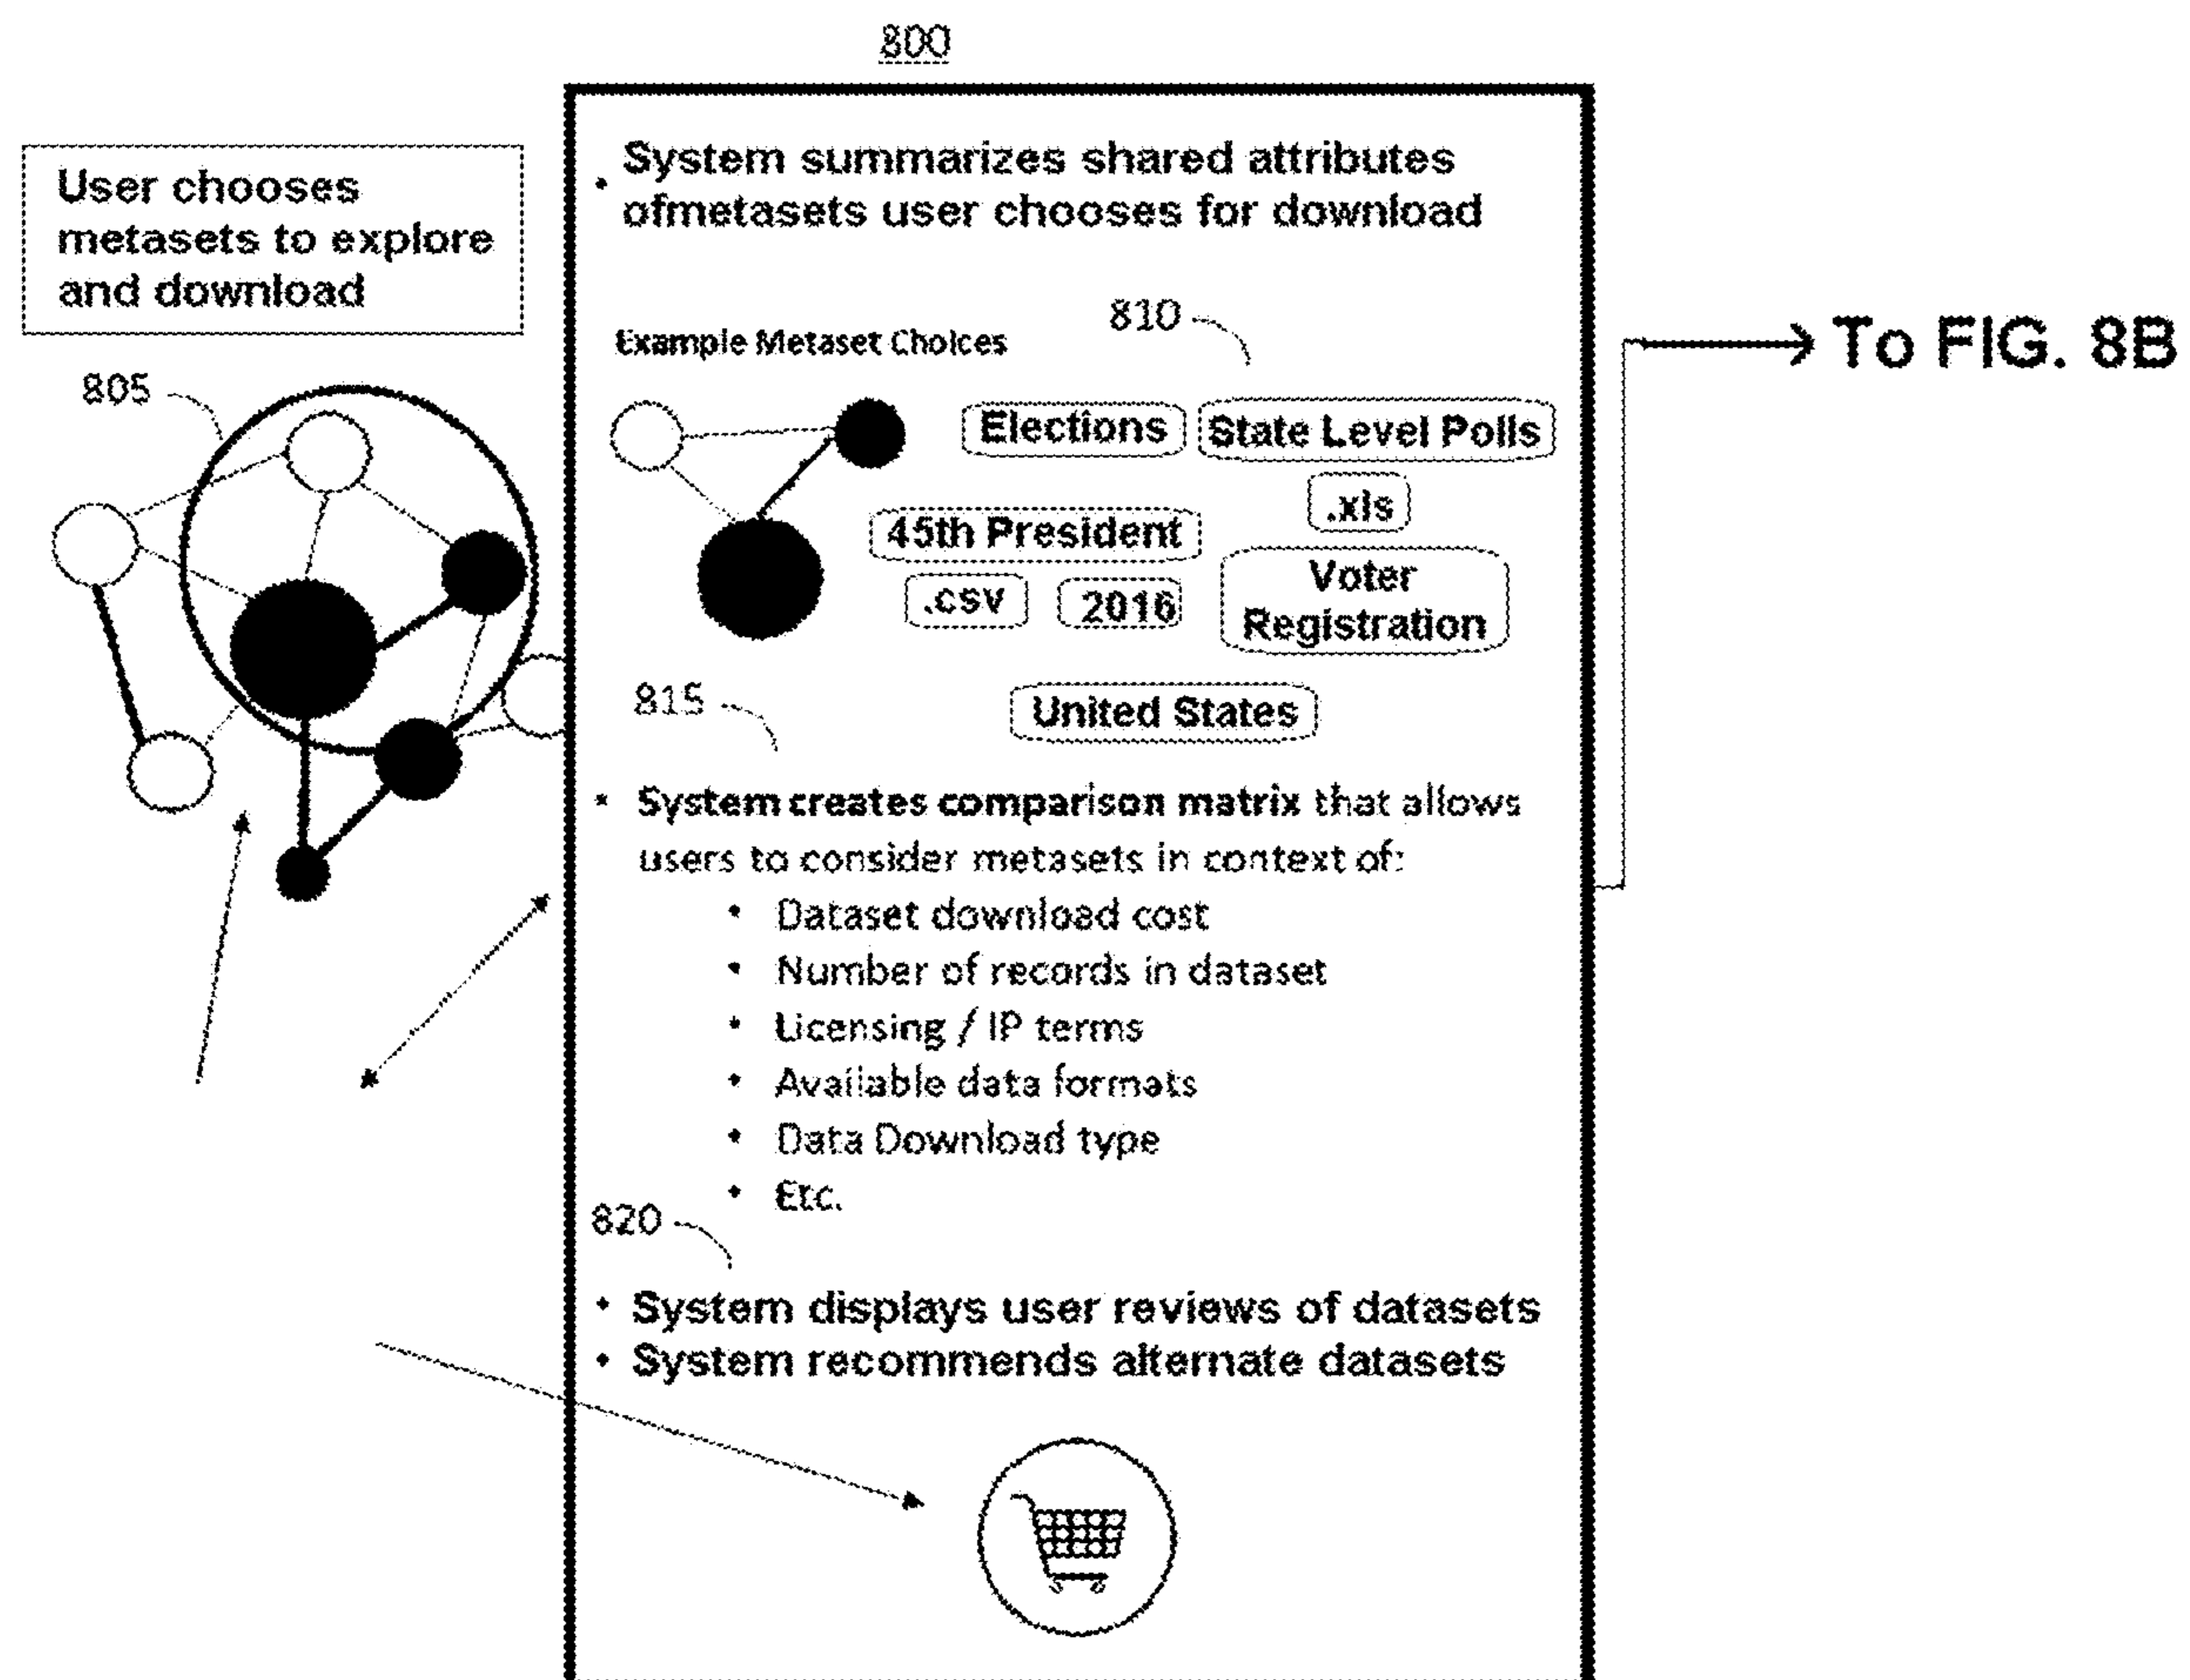 800
User chooses
metasets to explore
and download
805
• System summarizes shared attributes
ofmetasets user chooses for download
Example Metaset Choices
810
Elections
State Level Polls
.xls
45th President
.csv
2016
Voter
Registration
United States
815
• System creates comparison matrix that allows
users to consider metasets in context of:
• Dataset download cost
• Number of records in dataset
• Licensing / IP terms
• Available data formats
• Data Download type
• Etc.
820
• System displays user reviews of datasets
• System recommends alternate datasets
To FIG. 8B